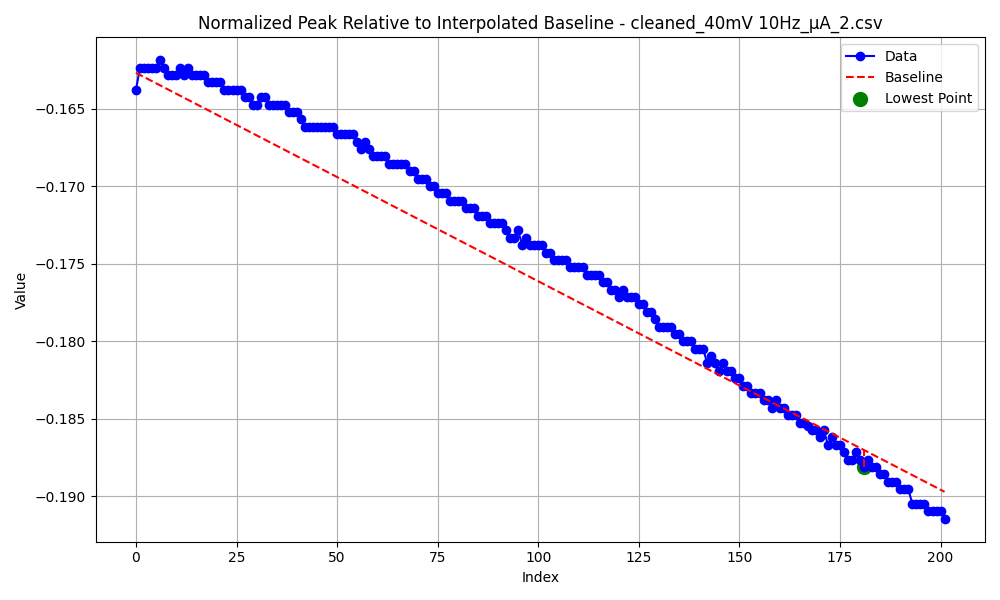 Normalized Peak Relative to Interpolated Baseline - cleaned_40mV 10Hz_µA_2.csv
Data
Baseline
Lowest Point
Value
−0.165
−0.170
−0.175
−0.180
−0.185
−0.190
0 25 50 75 100 125 150 175 200
Index